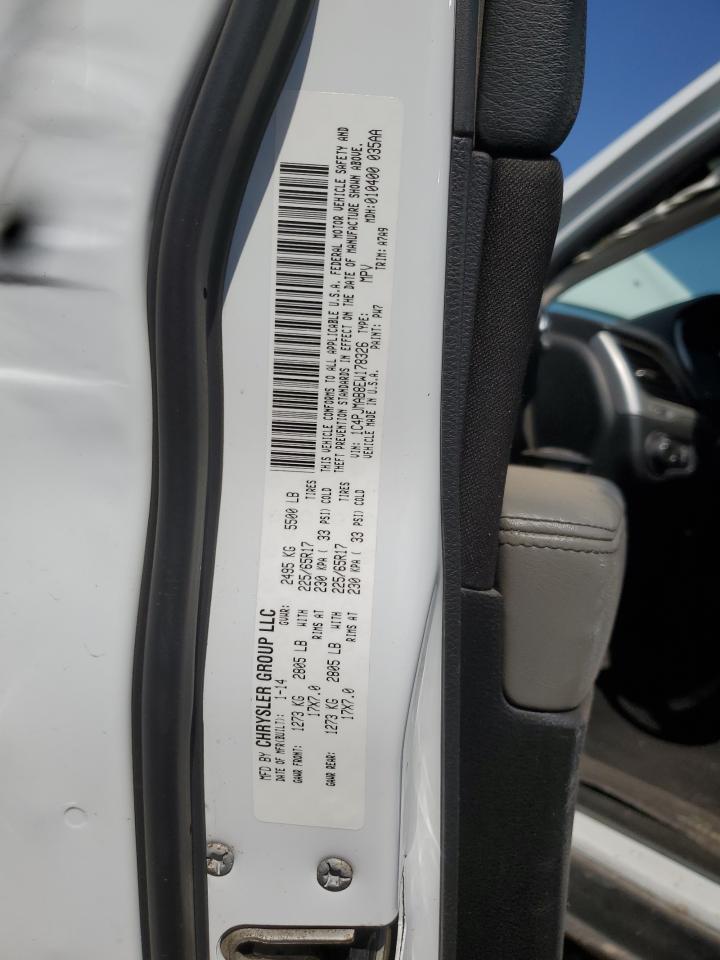 MFD BY CHRYSLER GROUP LLC
DATE OF MFR(BUILT): 1-14 GVWR: 2495 KG 5500 LB
GAWR FRONT: 1273 KG 2805 LB WITH 225/65R17 TIRES
17X7.0 RIMS AT 230 KPA ( 33 PSI) COLD
GAWR REAR: 1273 KG 2805 LB WITH 225/65R17 TIRES
17X7.0 RIMS AT 230 KPA ( 33 PSI) COLD
THIS VEHICLE CONFORMS TO ALL APPLICABLE U.S.A. FEDERAL MOTOR VEHICLE SAFETY AND
THEFT PREVENTION STANDARDS IN EFFECT ON THE DATE OF MANUFACTURE SHOWN ABOVE.
VIN: 1C4PJMAB8EW178326 TYPE: MPV MDH:010400 035AA
VEHICLE MADE IN U.S.A. PAINT: PW7 TRIM: A7A9